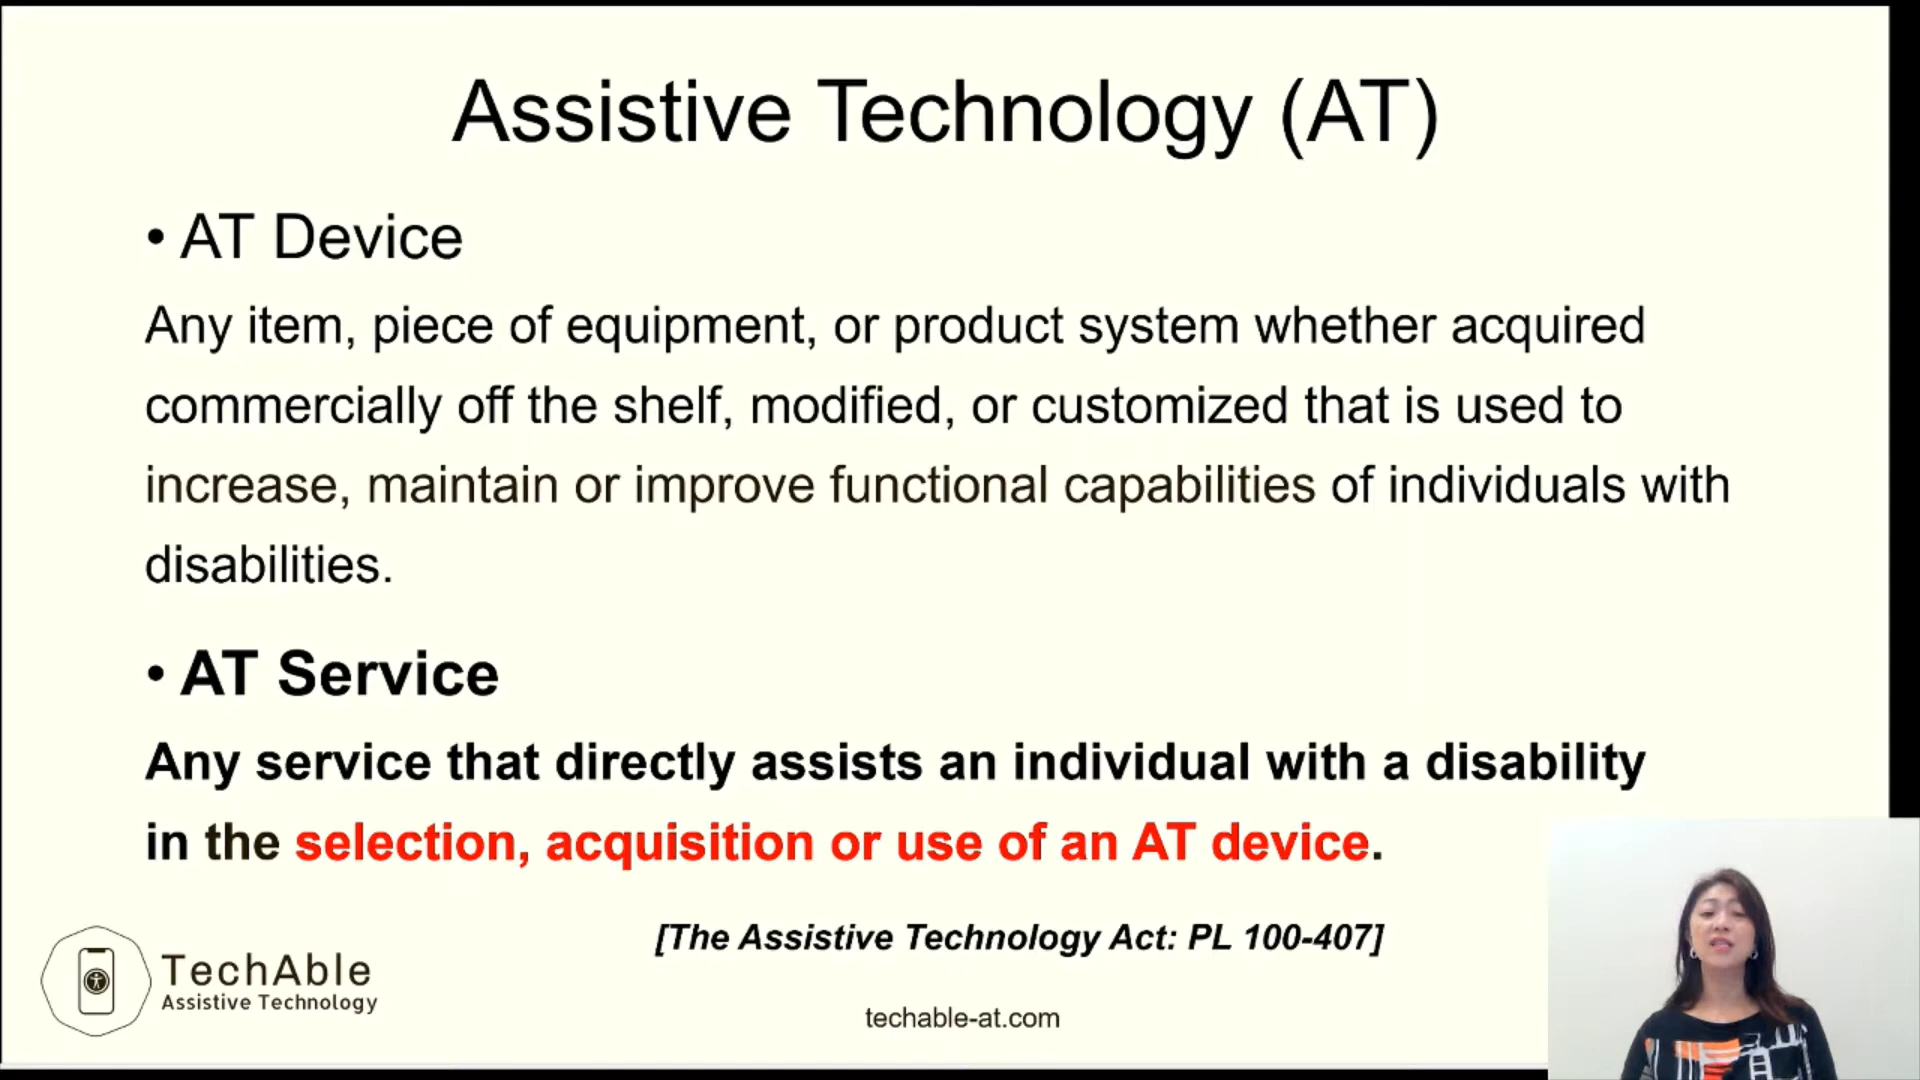 Assistive Technology (AT)
• AT Device
Any item, piece of equipment, or product system whether acquired
commercially off the shelf, modified, or customized that is used to
increase, maintain or improve functional capabilities of individuals with
disabilities.
• AT Service
Any service that directly assists an individual with a disability
in the selection, acquisition or use of an AT device.
[The Assistive Technology Act: PL 100-407]
TechAble
Assistive Technology
techable-at.com